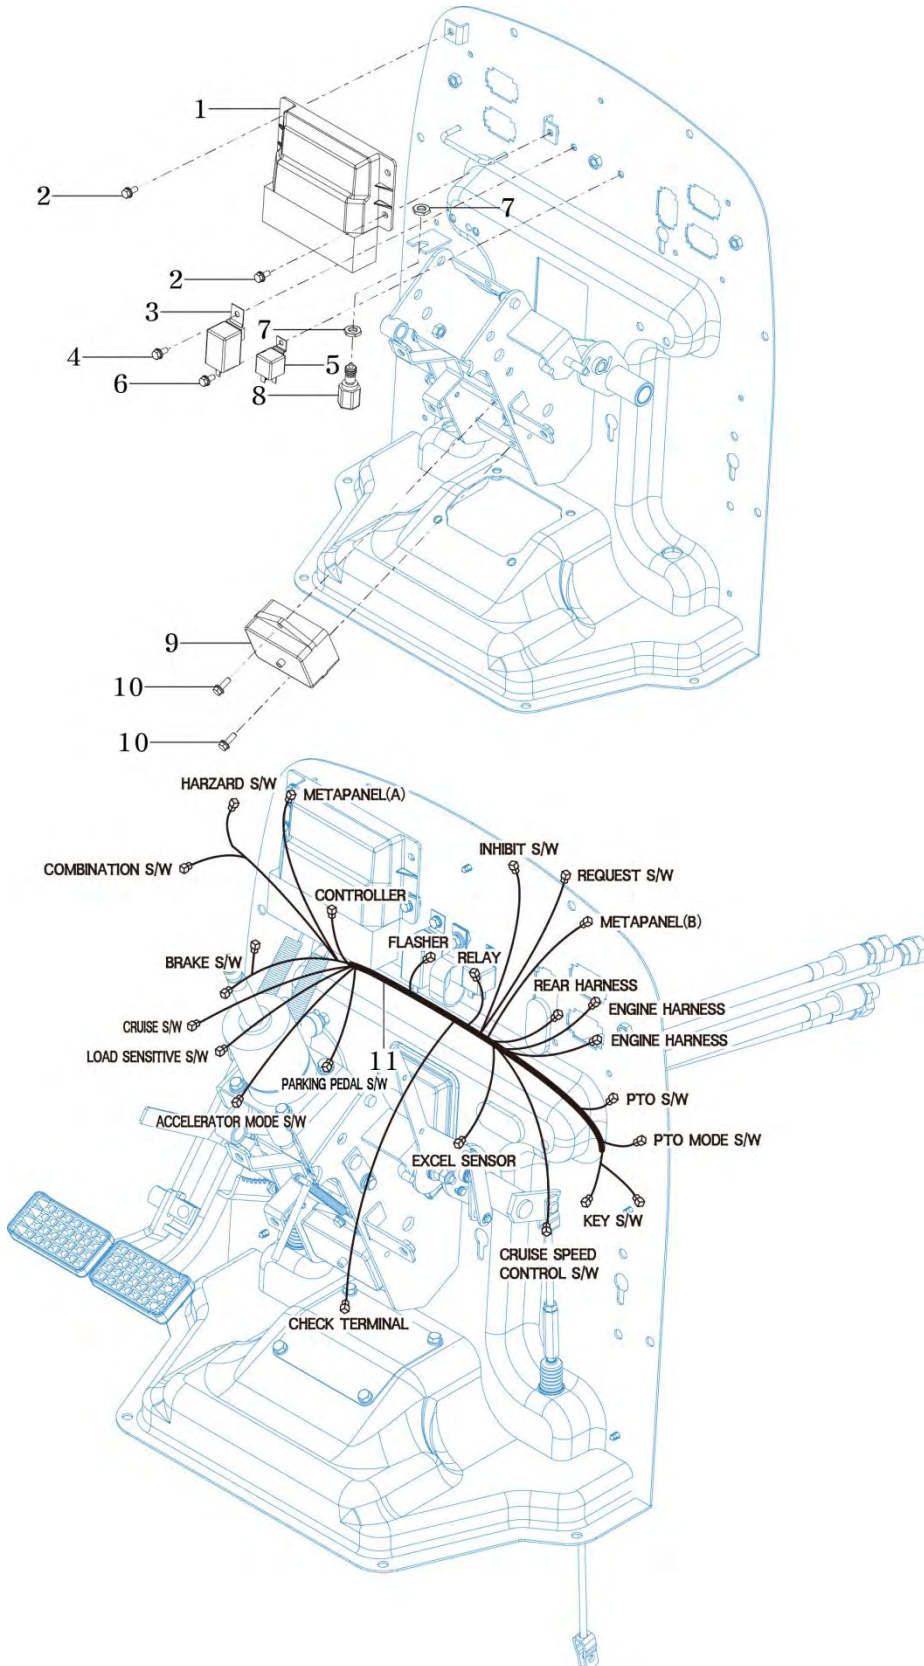 1
2
7
2
3
7
4
5
6
8
9
10
10
HARZARD S/W
METAPANEL(A)
INHIBIT S/W
COMBINATION S/W
REQUEST S/W
CONTROLLER
METAPANEL(B)
FLASHER
BRAKE S/W
RELAY
REAR HARNESS
ENGINE HARNESS
CRUISE S/W
ENGINE HARNESS
LOAD SENSITIVE S/W
11
PARKING PEDAL S/W
PTO S/W
ACCELERATOR MODE S/W
PTO MODE S/W
EXCEL SENSOR
KEY S/W
CRUISE SPEED
CONTROL S/W
CHECK TERMINAL